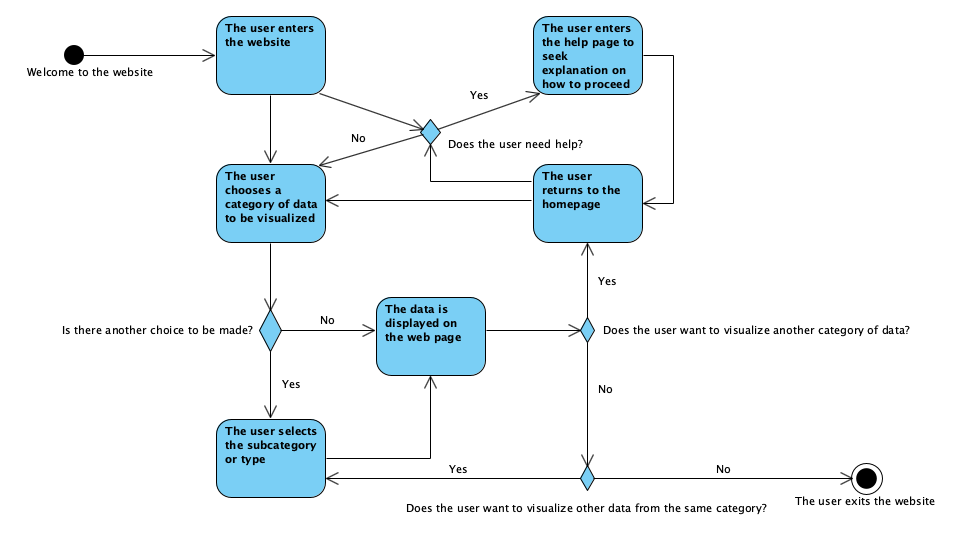 The user enters
the website
The user enters
the help page to
seek
explanation on
how to proceed
Welcome to the website
Yes
No
Does the user need help?
The user
chooses a
category of data
to be visualized
The user
returns to the
homepage
Yes
Is there another choice to be made?
No
The data is
displayed on
the web page
Does the user want to visualize another category of data?
Yes
No
The user selects
the subcategory
or type
Yes
No
Does the user want to visualize other data from the same category?
The user exits the website